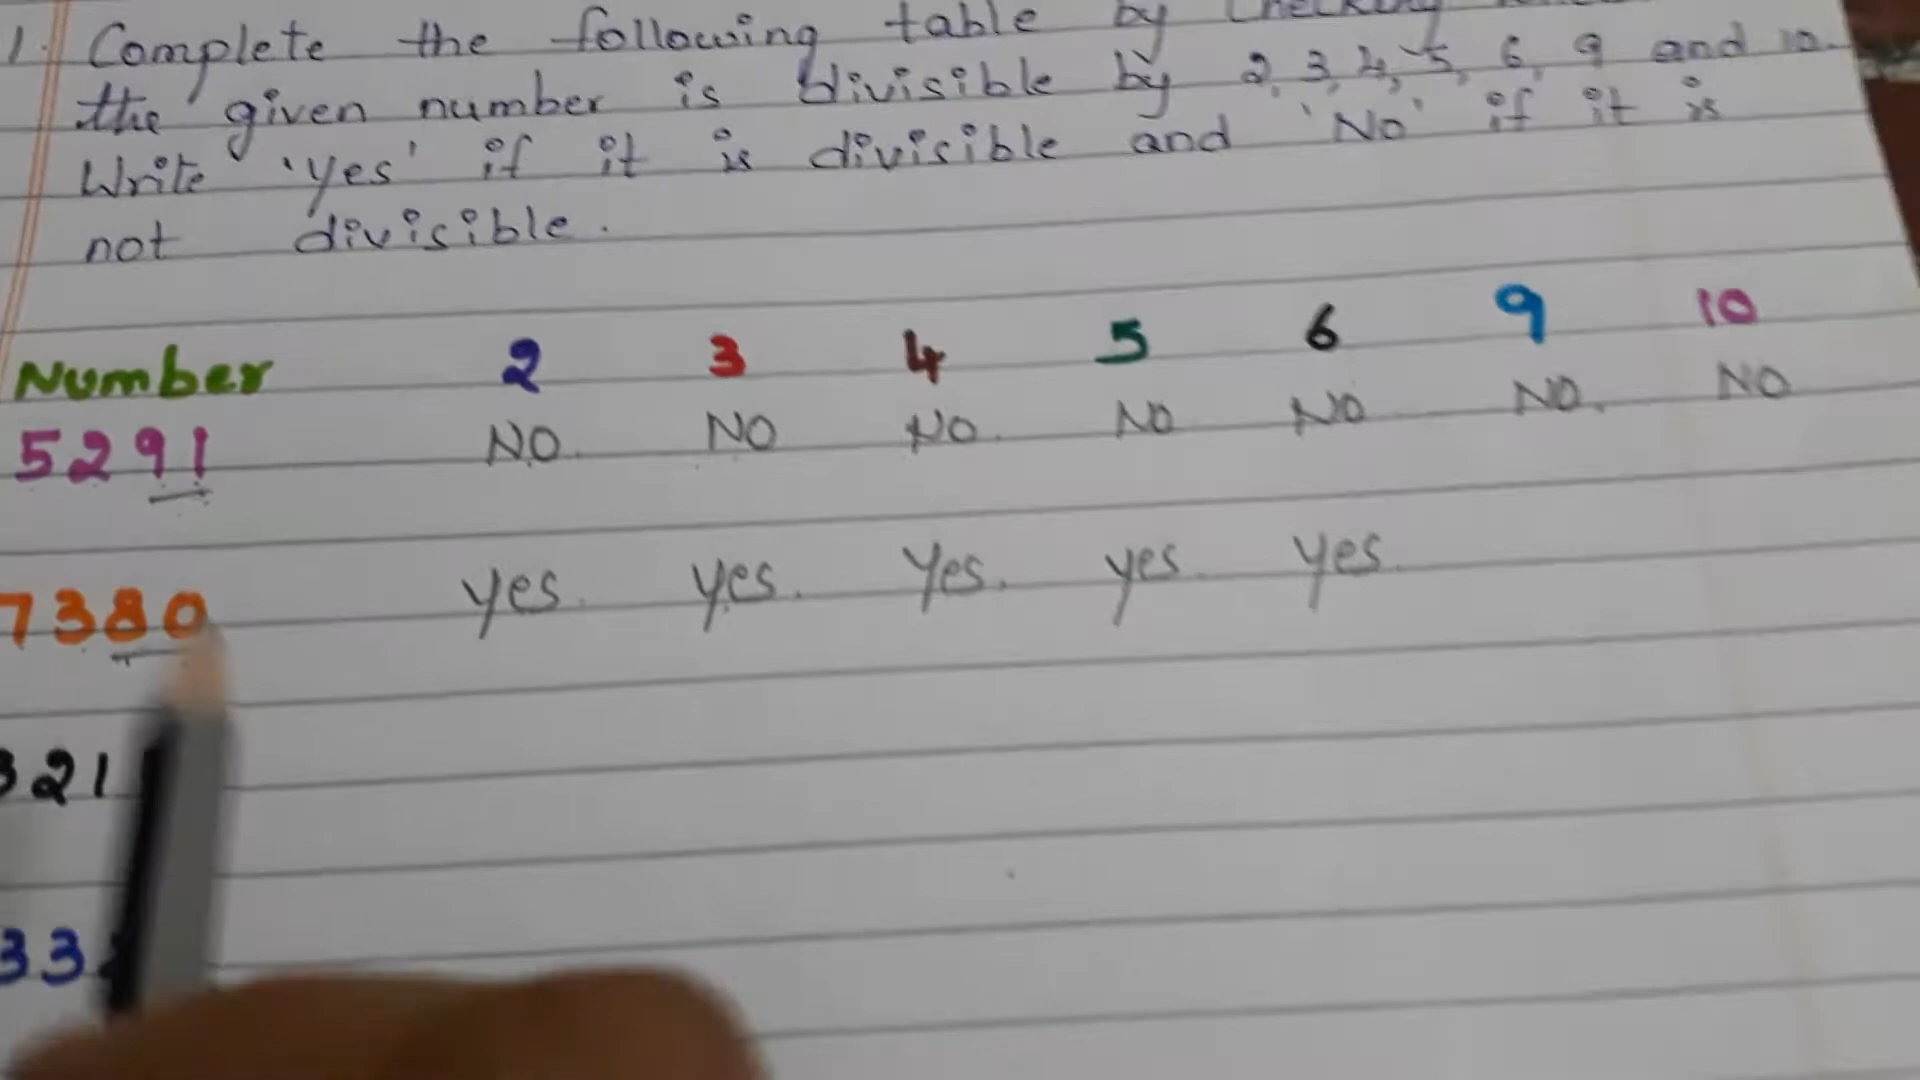 1. Complete the following table by
the given number is divisible by 2, 3, 4, 5, 6, 9 and 10.
Write 'yes' if it is divisible and 'No' if it is
not divisible.
Number 2 3 4 5 6 9 10
5291 NO. NO NO. NO NO NO. NO
7380 yes. yes. yes. yes. yes.
321
33